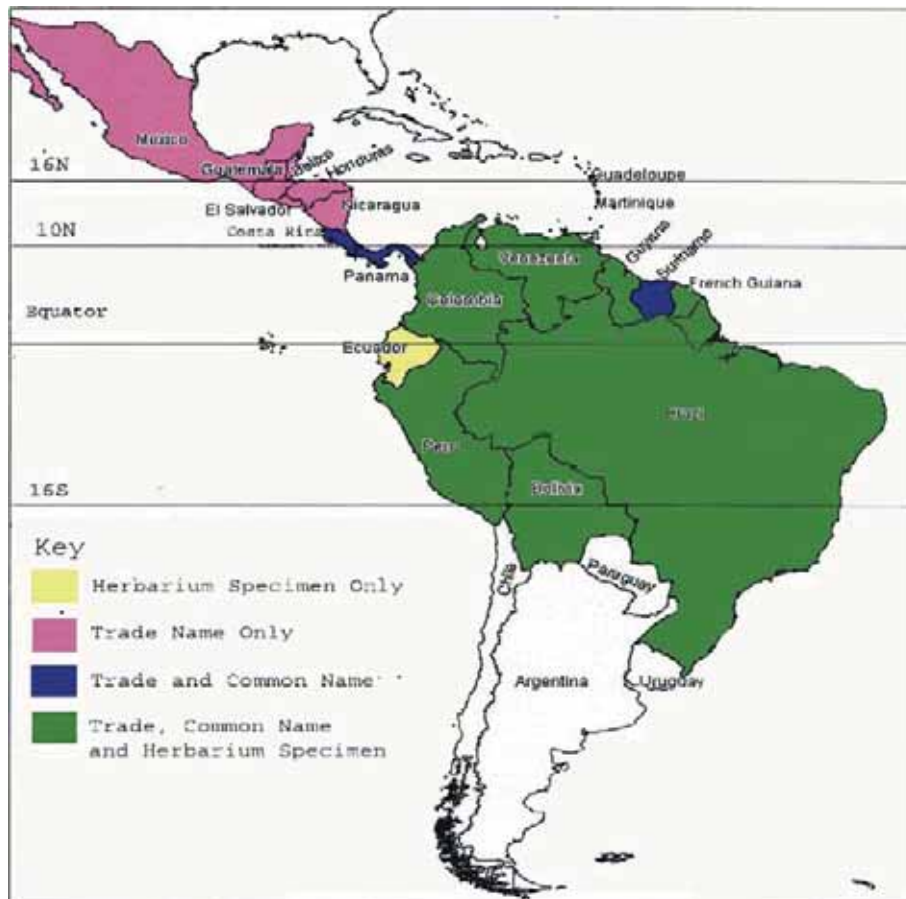 Mexico
Guatemala
Belize
Honduras
16N
Guadeloupe
El Salvador
Nicaragua
Martinique
Costa Rica
10N
Guyana
Suriname
Panama
Venezuela
French Guiana
Colombia
Equator
Ecuador
Brazil
Peru
16S
Bolivia
Key
Herbarium Specimen Only
Chile
Paraguay
Trade Name Only
Trade and Common Name
Argentina
Uruguay
Trade, Common Name
and Herbarium Specimen